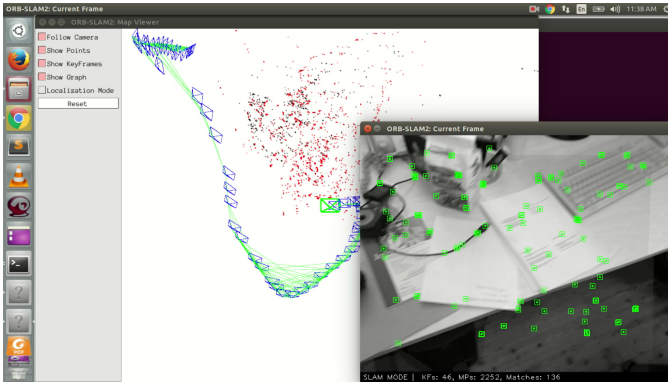 ORB-SLAM2: Current Frame
En
11:38 AM
ORB-SLAM2: Map Viewer
Follow Camera
Show Points
Show KeyFrames
Show Graph
Localization Mode
Reset
ORB-SLAM2: Current Frame
SLAM MODE | KFs: 46, MPs: 2252, Matches: 136